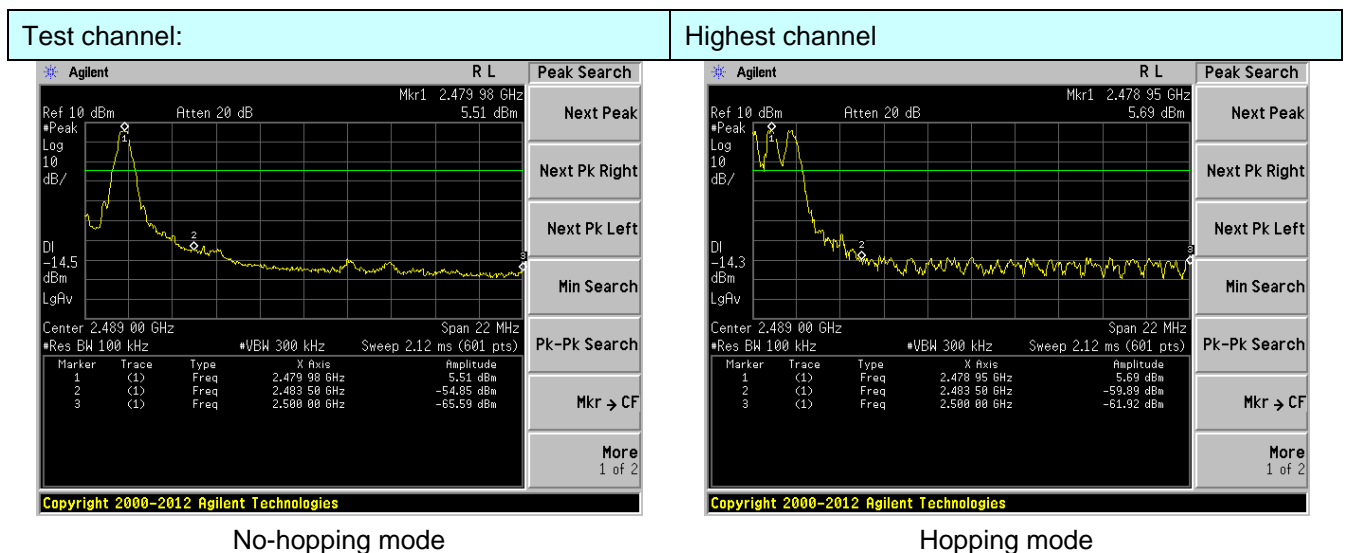 Test channel:
Highest channel
Agilent
R L
Peak Search
Mkr1 2.479 98 GHz
Ref 10 dBm
Atten 20 dB
5.51 dBm
#Peak
Log
10
dB/
1
2
3
DI
-14.5
dBm
LgAv
Center 2.489 00 GHz
Span 22 MHz
#Res BW 100 kHz
#VBW 300 kHz
Sweep 2.12 ms (601 pts)
Marker Trace Type X Axis Amplitude
1 (1) Freq 2.479 98 GHz 5.51 dBm
2 (1) Freq 2.483 50 GHz -54.85 dBm
3 (1) Freq 2.500 00 GHz -65.59 dBm
Next Peak
Next Pk Right
Next Pk Left
Min Search
Pk-Pk Search
Mkr → CF
More
1 of 2
Copyright 2000-2012 Agilent Technologies
No-hopping mode
Agilent
R L
Peak Search
Mkr1 2.478 95 GHz
Ref 10 dBm
Atten 20 dB
5.69 dBm
#Peak
Log
10
dB/
1
2
3
DI
-14.3
dBm
LgAv
Center 2.489 00 GHz
Span 22 MHz
#Res BW 100 kHz
#VBW 300 kHz
Sweep 2.12 ms (601 pts)
Marker Trace Type X Axis Amplitude
1 (1) Freq 2.478 95 GHz 5.69 dBm
2 (1) Freq 2.483 50 GHz -59.89 dBm
3 (1) Freq 2.500 00 GHz -61.92 dBm
Next Peak
Next Pk Right
Next Pk Left
Min Search
Pk-Pk Search
Mkr → CF
More
1 of 2
Copyright 2000-2012 Agilent Technologies
Hopping mode